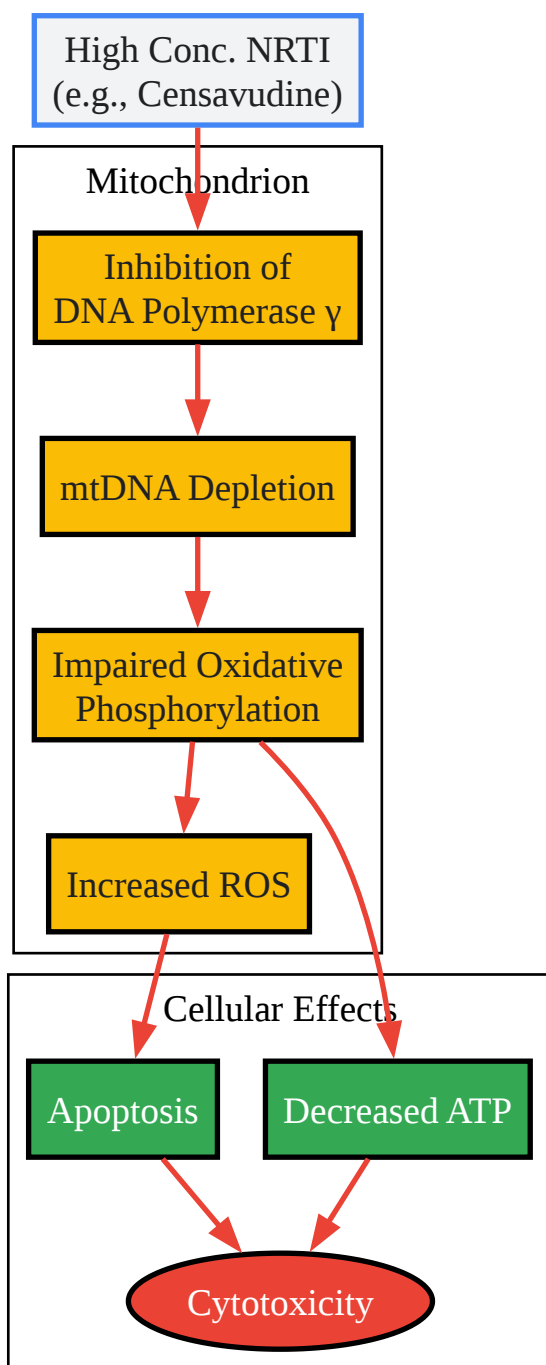 High Conc. NRTI
(e.g., Censavudine)
Mitochondrion
Inhibition of
DNA Polymerase γ
mtDNA Depletion
Impaired Oxidative
Phosphorylation
Increased ROS
Cellular Effects
Apoptosis
Decreased ATP
Cytotoxicity